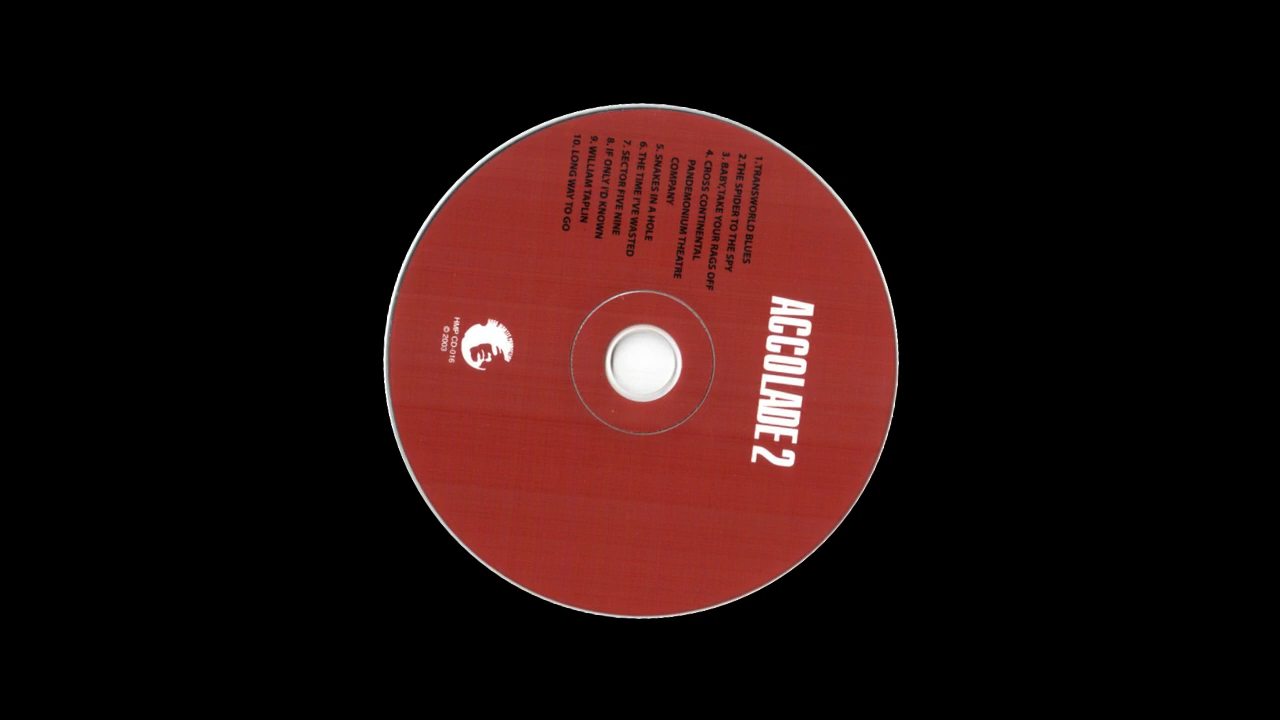 ACCOLADE 2
1.TRANSWORLD BLUES
2.THE SPIDER TO THE SPY
3. BABY,TAKE YOUR RAGS OFF
4. CROSS CONTINENTAL
PANDEMONIUM THEATRE
COMPANY
5. SNAKES IN A HOLE
6. THE TIME I'VE WASTED
7. SECTOR FIVE NINE
8. IF ONLY I'D KNOWN
9. WILLIAM TAPLIN
10. LONG WAY TO GO
HMP CD-016
© 2003